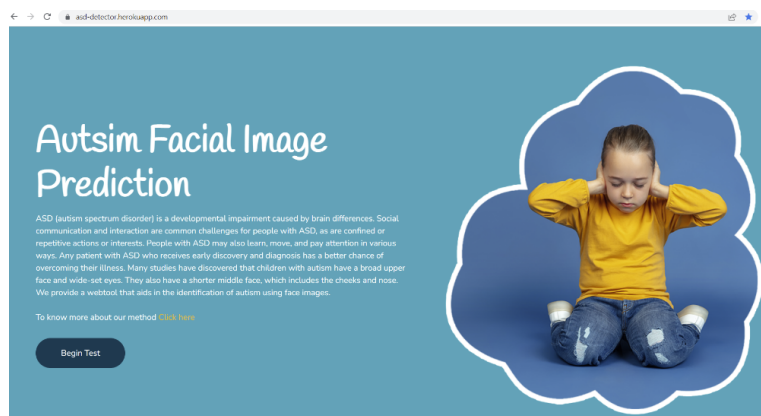 asd-detector.herokuapp.com
Autsim Facial Image
Prediction
ASD (autism spectrum disorder) is a developmental impairment caused by brain differences. Social
communication and interaction are common challenges for people with ASD, as are confined or
repetitive actions or interests. People with ASD may also learn, move, and pay attention in various
ways. Any patient with ASD who receives early discovery and diagnosis has a better chance of
overcoming their illness. Many studies have discovered that children with autism have a broad upper
face and wide-set eyes. They also have a shorter middle face, which includes the cheeks and nose.
We provide a webtool that aids in the identification of autism using face images.
To know more about our method Click here
Begin Test